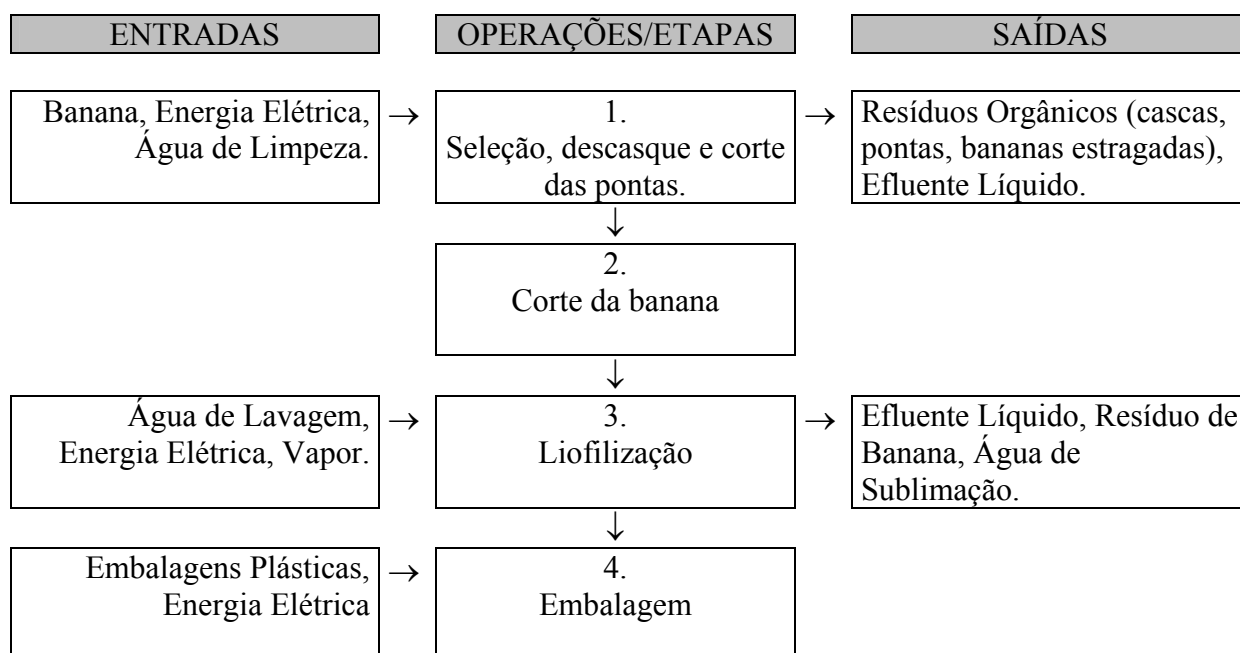 ENTRADAS
OPERAÇÕES/ETAPAS
SAÍDAS
Banana, Energia Elétrica,
Água de Limpeza.
→
1.
Seleção, descasque e corte
das pontas.
→
Resíduos Orgânicos (cascas,
pontas, bananas estragadas),
Efluente Líquido.
↓
2.
Corte da banana
↓
Água de Lavagem,
Energia Elétrica, Vapor.
→
3.
Liofilização
→
Efluente Líquido, Resíduo de
Banana, Água de
Sublimação.
↓
Embalagens Plásticas,
Energia Elétrica
→
4.
Embalagem